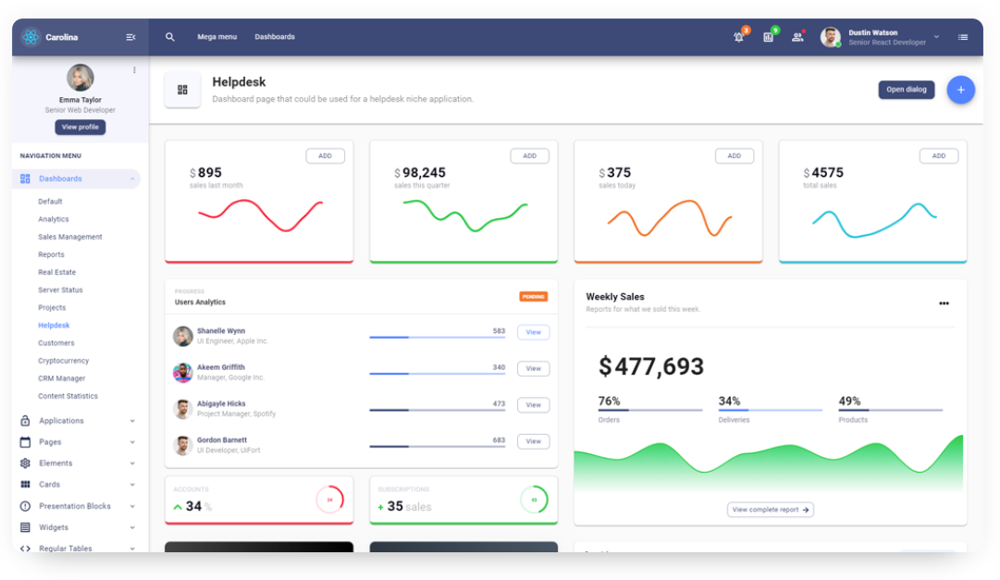 Carolina
Mega menu
Dashboards
3
9
Dustin Watson
Senior React Developer
Emma Taylor
Senior Web Developer
View profile
NAVIGATION MENU
Dashboards
Default
Analytics
Sales Management
Reports
Real Estate
Server Status
Projects
Helpdesk
Customers
Cryptocurrency
CRM Manager
Content Statistics
Applications
Pages
Elements
Cards
Presentation Blocks
Widgets
Regular Tables
Helpdesk
Dashboard page that could be used for a helpdesk niche application.
Open dialog
+
ADD
$895
sales last month
ADD
$98,245
sales this quarter
ADD
$375
sales today
ADD
$4575
total sales
PROGRESS
Users Analytics
PENDING
Shanelle Wynn
UI Engineer, Apple Inc.
583
View
Akeem Griffith
Manager, Google Inc.
340
View
Abigayle Hicks
Project Manager, Spotify
473
View
Gordon Barnett
UI Developer, UiFort
683
View
ACCOUNTS
34 %
34
SUBSCRIPTIONS
+ 35 sales
43
Weekly Sales
Reports for what we sold this week.
$477,693
76%
Orders
34%
Deliveries
49%
Products
View complete report